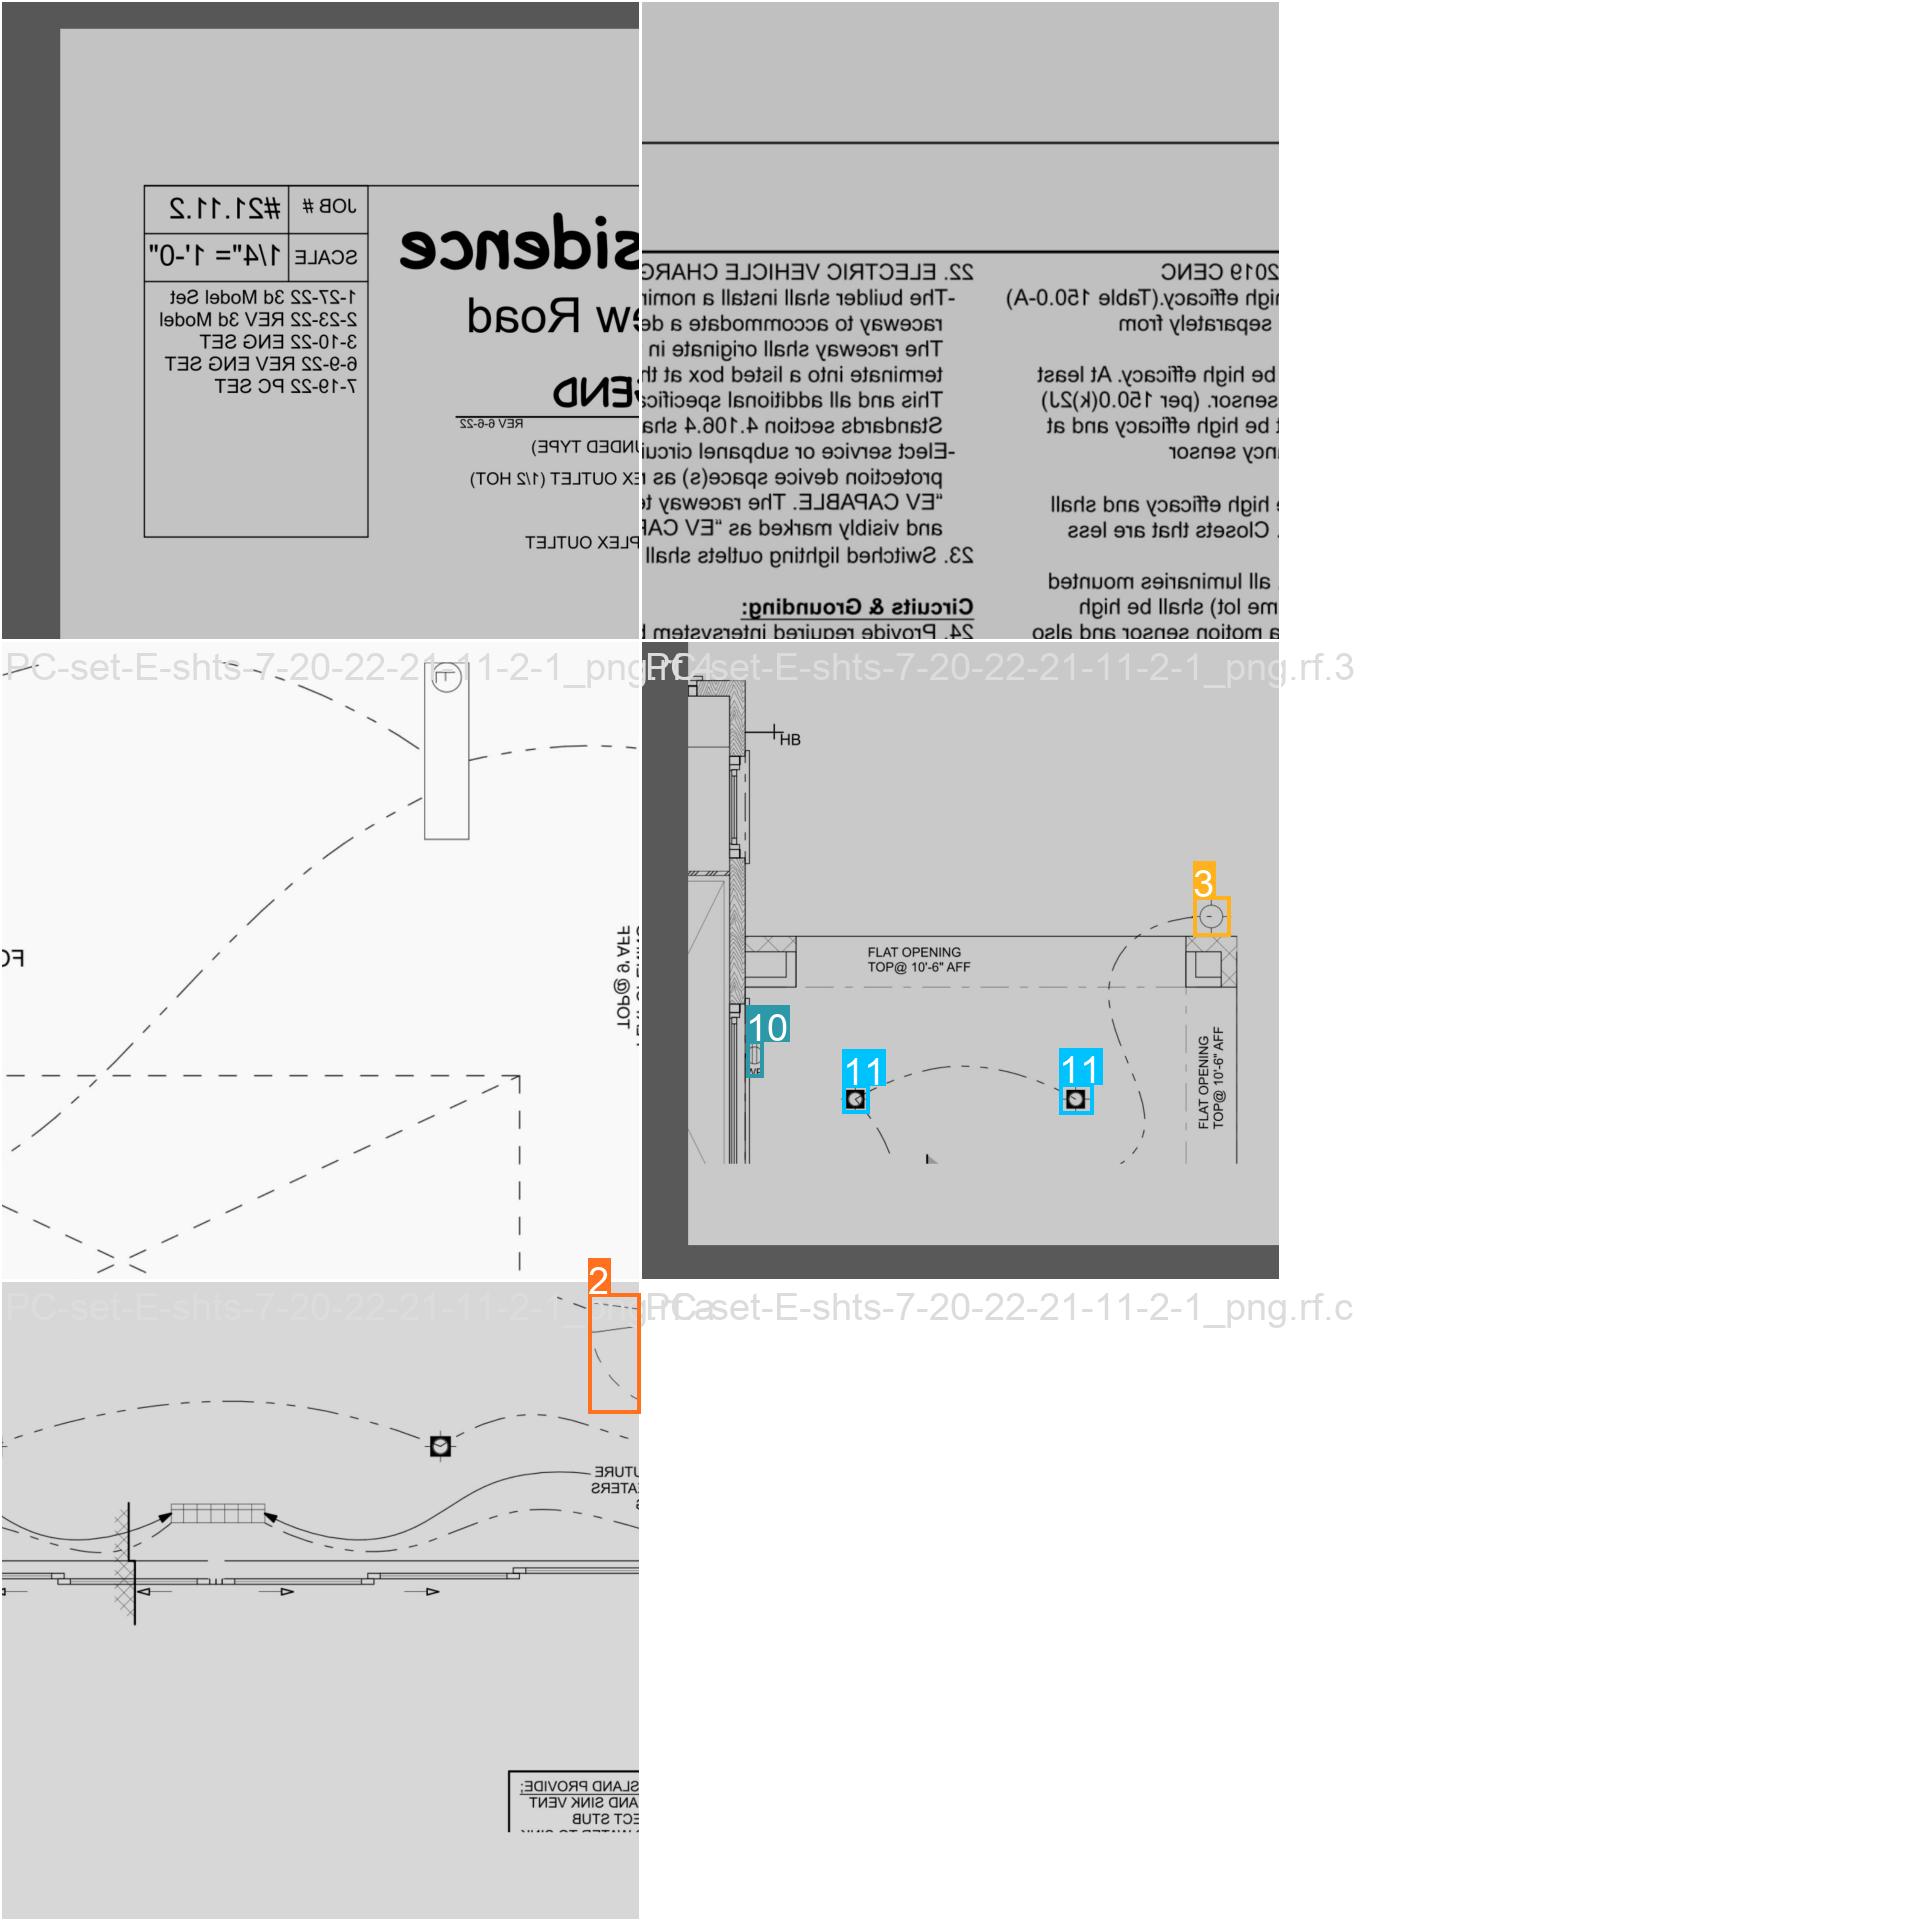 JOB # #21.11.2
SCALE 1/4"= 1'-0"
1-27-22 3d Model Set
2-23-22 REV 3d Model
3-10-22 ENG SET
6-9-22 REV ENG SET
7-19-22 PC SET
sidence
ew Road
GEND
REV 6-6-22
NDED TYPE)
EX OUTLET (1/2 HOT)
PLEX OUTLET
2019 CENC
high efficacy.(Table 150.0-A)
separately from
be high efficacy. At least
sensor. (per 150.0(k)2J)
be high efficacy and at
ncy sensor
high efficacy and shall
. Closets that are less
all luminaries mounted
me lot) shall be high
a motion sensor and also
22. ELECTRIC VEHICLE CHARG
-The builder shall install a nomin
raceway to accommodate a de
The raceway shall originate in
terminate into a listed box at th
This and all additional specifica
Standards section 4.106.4 sha
-Elect service or subpanel circui
protection device space(s) as
"EV CAPABLE. The raceway te
and visibly marked as "EV CAP
23. Switched lighting outlets shall
Circuits & Grounding:
24. Provide required intersystem b
PC-set-E-shts-7-20-22-21-11-2-1_png.rf.4
PC-set-E-shts-7-20-22-21-11-2-1_png.rf.3
FO
TOP@ 9' AFF
HB
3
FLAT OPENING
TOP@ 10'-6" AFF
10
11
11
FLAT OPENING
TOP@ 10'-6" AFF
2
PC-set-E-shts-7-20-22-21-11-2-1_png.rf.a
PC-set-E-shts-7-20-22-21-11-2-1_png.rf.c
UTURE
EATERS
SLAND PROVIDE:
AND SINK VENT
ECT STUB